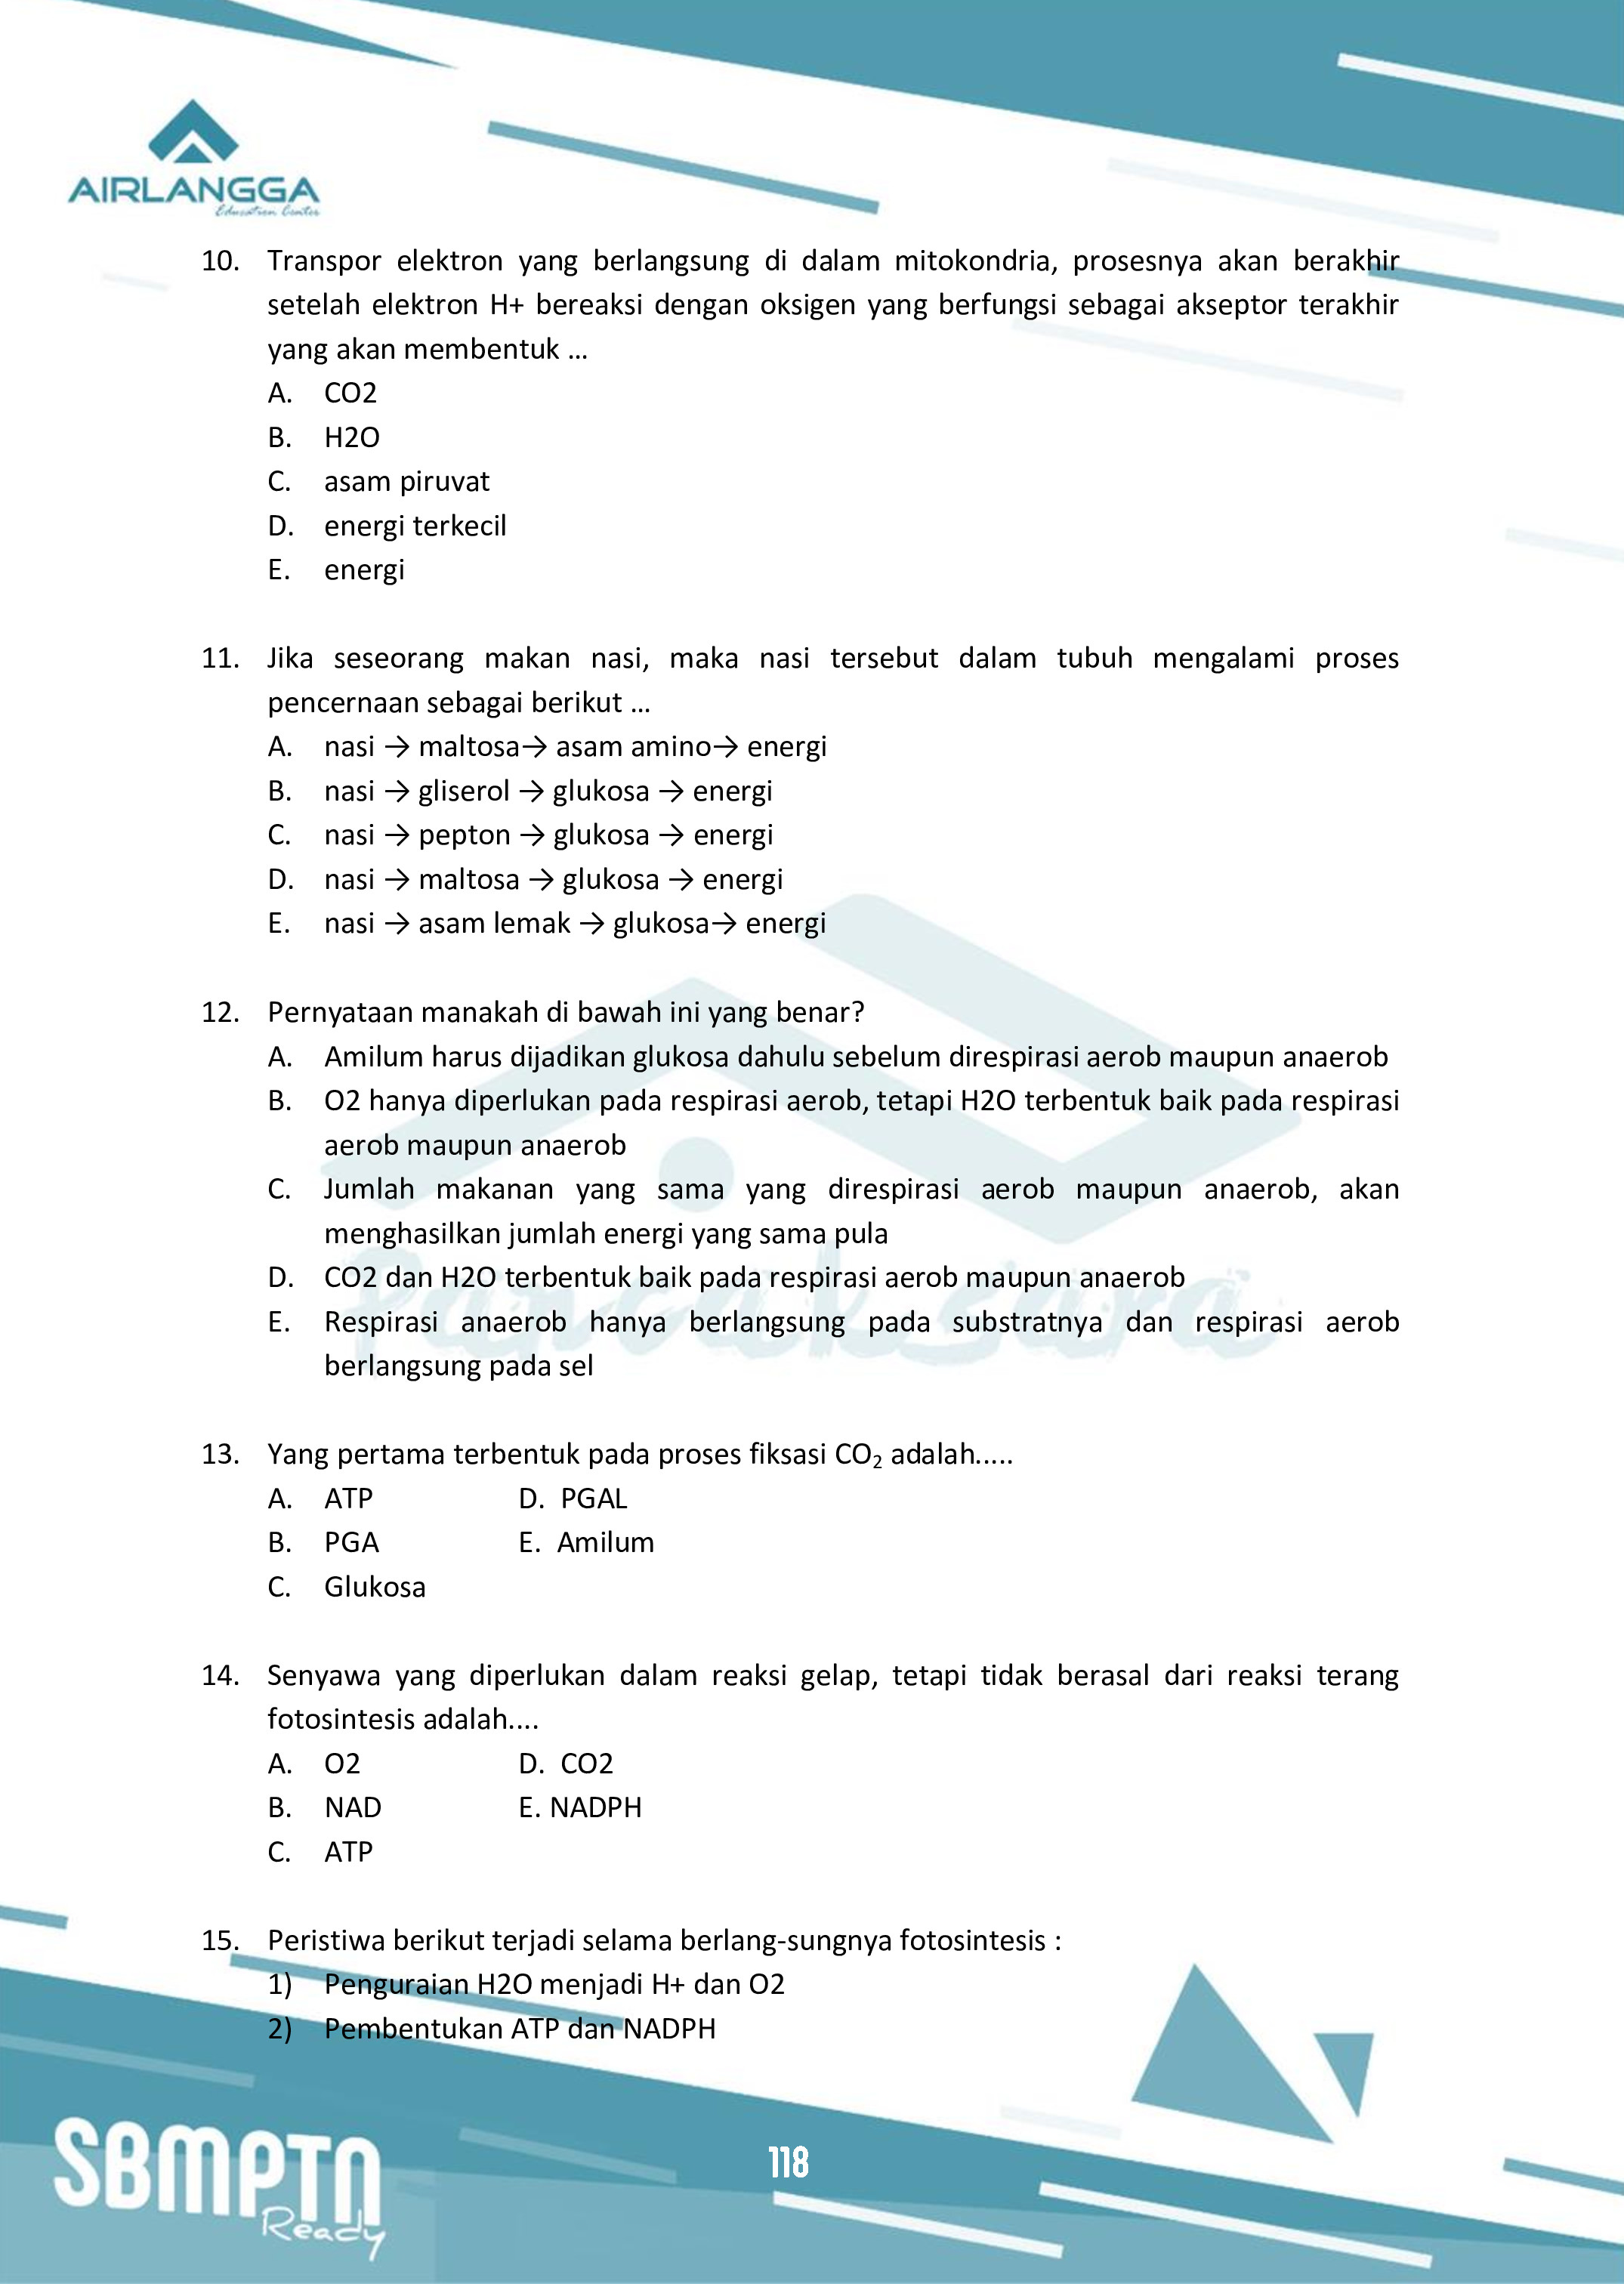 AIRLANGGA
Education Center
10. Transpor elektron yang berlangsung di dalam mitokondria, prosesnya akan berakhir
setelah elektron H+ bereaksi dengan oksigen yang berfungsi sebagai akseptor terakhir
yang akan membentuk ...
A. CO2
B. H2O
C. asam piruvat
D. energi terkecil
E. energi
11. Jika seseorang makan nasi, maka nasi tersebut dalam tubuh mengalami proses
pencernaan sebagai berikut ...
A. nasi → maltosa→ asam amino→ energi
B. nasi → gliserol → glukosa → energi
C. nasi → pepton → glukosa → energi
D. nasi → maltosa → glukosa → energi
E. nasi → asam lemak → glukosa→ energi
12. Pernyataan manakah di bawah ini yang benar?
A. Amilum harus dijadikan glukosa dahulu sebelum direspirasi aerob maupun anaerob
B. O2 hanya diperlukan pada respirasi aerob, tetapi H2O terbentuk baik pada respirasi
aerob maupun anaerob
C. Jumlah makanan yang sama yang direspirasi aerob maupun anaerob, akan
menghasilkan jumlah energi yang sama pula
D. CO2 dan H2O terbentuk baik pada respirasi aerob maupun anaerob
E. Respirasi anaerob hanya berlangsung pada substratnya dan respirasi aerob
berlangsung pada sel
Pancaksara
13. Yang pertama terbentuk pada proses fiksasi CO₂ adalah.....
A. ATP D. PGAL
B. PGA E. Amilum
C. Glukosa
14. Senyawa yang diperlukan dalam reaksi gelap, tetapi tidak berasal dari reaksi terang
fotosintesis adalah....
A. O2 D. CO2
B. NAD E. NADPH
C. ATP
15. Peristiwa berikut terjadi selama berlang-sungnya fotosintesis :
1) Penguraian H2O menjadi H+ dan O2
2) Pembentukan ATP dan NADPH
SBMPTN
Ready
118